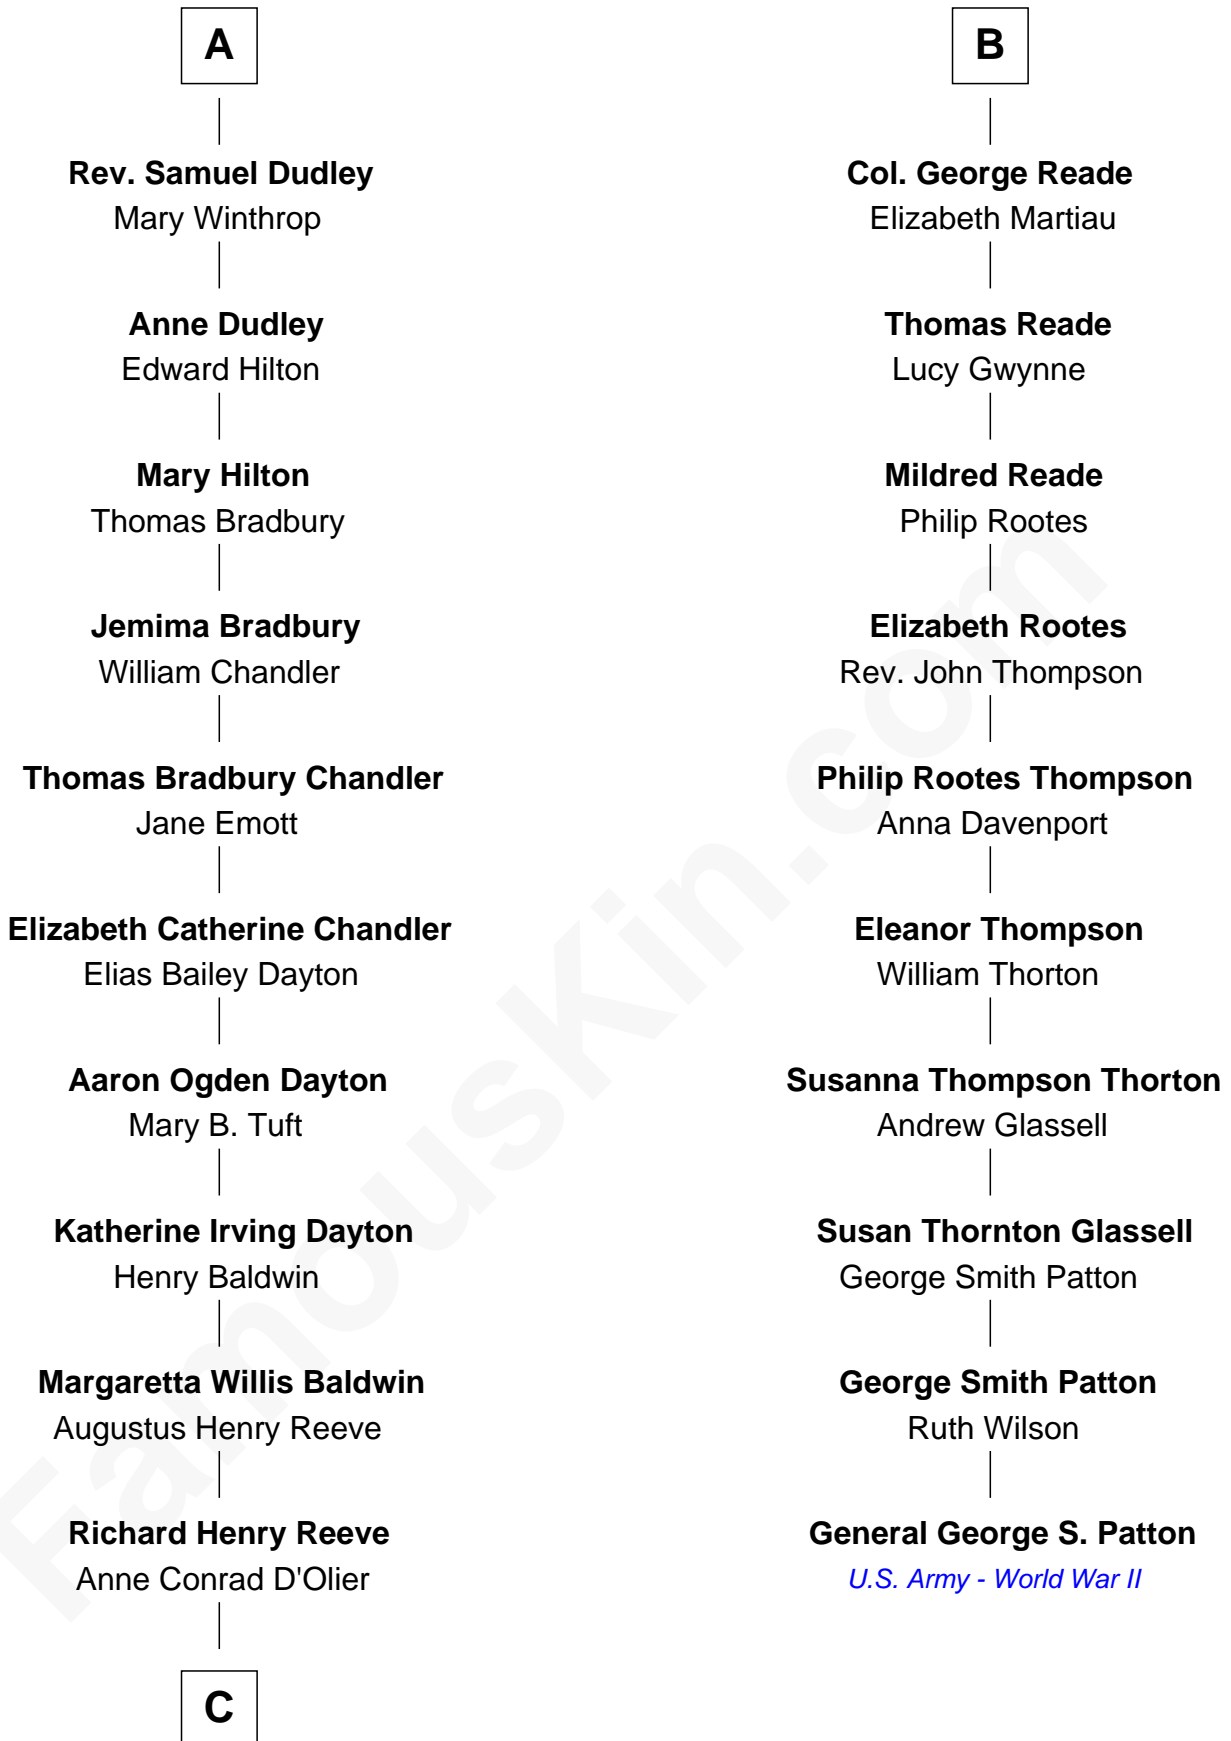 A
Rev. Samuel Dudley
Mary Winthrop
Anne Dudley
Edward Hilton
Mary Hilton
Thomas Bradbury
Jemima Bradbury
William Chandler
Thomas Bradbury Chandler
Jane Emott
Elizabeth Catherine Chandler
Elias Bailey Dayton
Aaron Ogden Dayton
Mary B. Tuft
Katherine Irving Dayton
Henry Baldwin
Margaretta Willis Baldwin
Augustus Henry Reeve
Richard Henry Reeve
Anne Conrad D'Olier
C
B
Col. George Reade
Elizabeth Martiau
Thomas Reade
Lucy Gwynne
Mildred Reade
Philip Rootes
Elizabeth Rootes
Rev. John Thompson
Philip Rootes Thompson
Anna Davenport
Eleanor Thompson
William Thorton
Susanna Thompson Thorton
Andrew Glassell
Susan Thornton Glassell
George Smith Patton
George Smith Patton
Ruth Wilson
General George S. Patton
U.S. Army - World War II
FamousKin.com